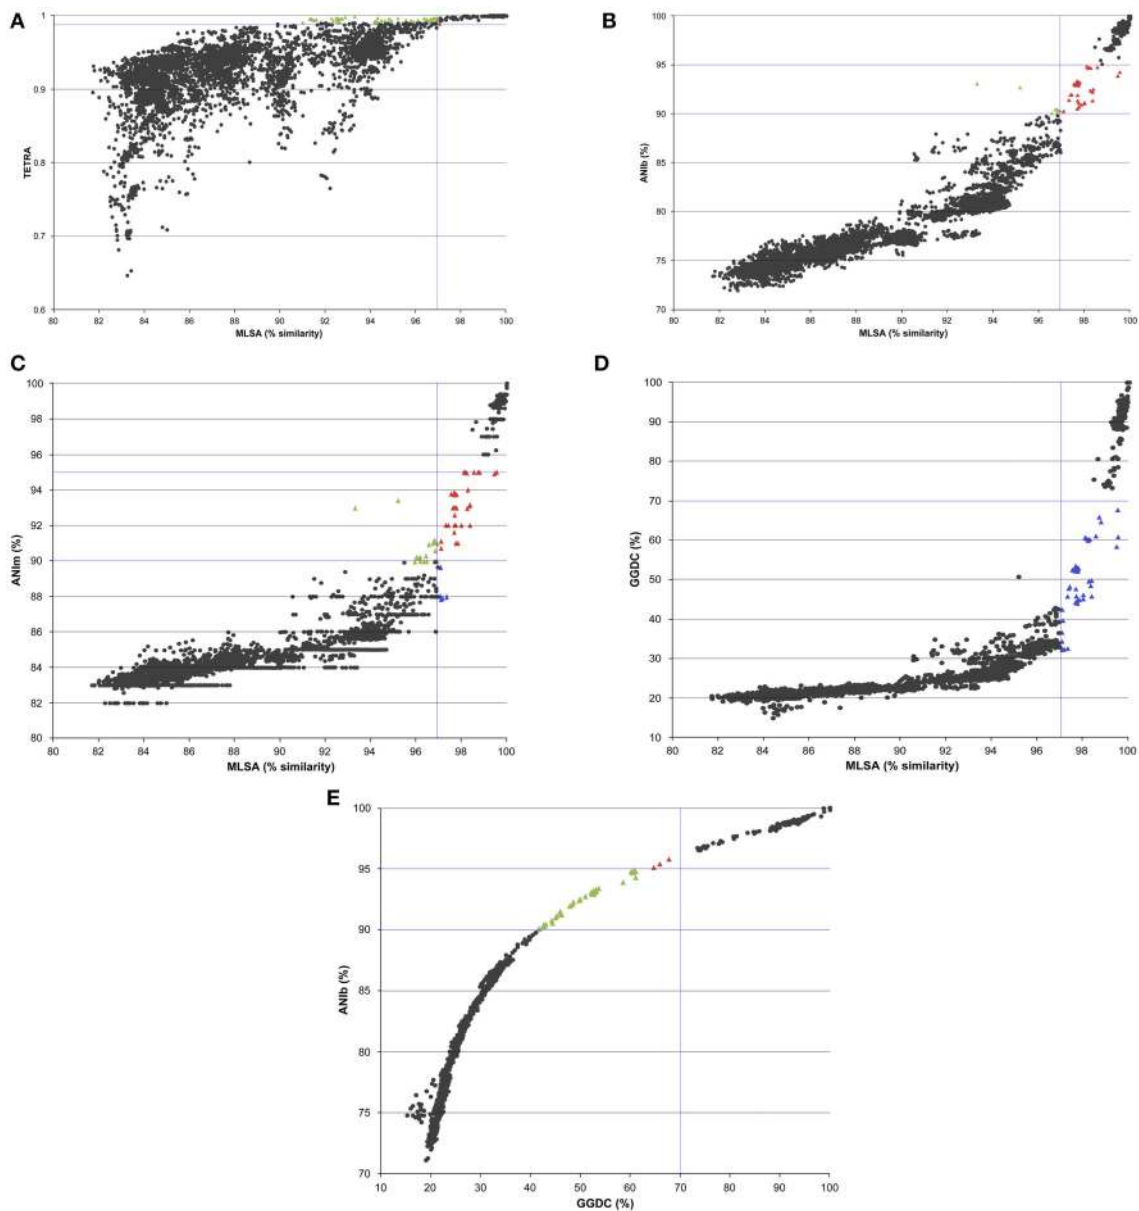 A
B
1
0.9
0.8
0.7
0.6
TETRA
80 82 84 86 88 90 92 94 96 98 100
MLSA (% similarity)
100
95
90
85
80
75
70
ANIb (%)
80 82 84 86 88 90 92 94 96 98 100
MLSA (% similarity)
C
D
100
98
96
94
92
90
88
86
84
82
80
ANIm (%)
80 82 84 86 88 90 92 94 96 98 100
MLSA (% similarity)
100
90
80
70
60
50
40
30
20
10
GGDC (%)
80 82 84 86 88 90 92 94 96 98 100
MLSA (% similarity)
E
100
95
90
85
80
75
70
ANIb (%)
10 20 30 40 50 60 70 80 90 100
GGDC (%)